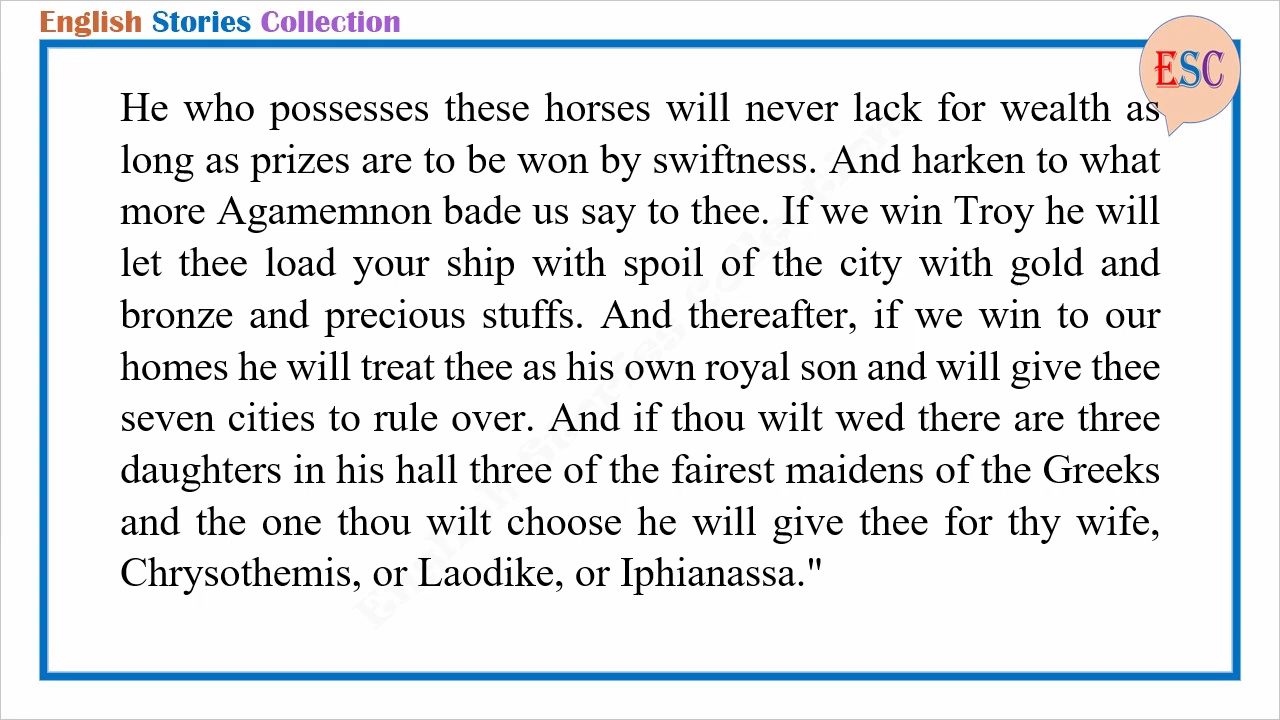 English Stories Collection
ESC
He who possesses these horses will never lack for wealth as
long as prizes are to be won by swiftness. And harken to what
more Agamemnon bade us say to thee. If we win Troy he will
let thee load your ship with spoil of the city with gold and
bronze and precious stuffs. And thereafter, if we win to our
homes he will treat thee as his own royal son and will give thee
seven cities to rule over. And if thou wilt wed there are three
daughters in his hall three of the fairest maidens of the Greeks
and the one thou wilt choose he will give thee for thy wife,
Chrysothemis, or Laodike, or Iphianassa."